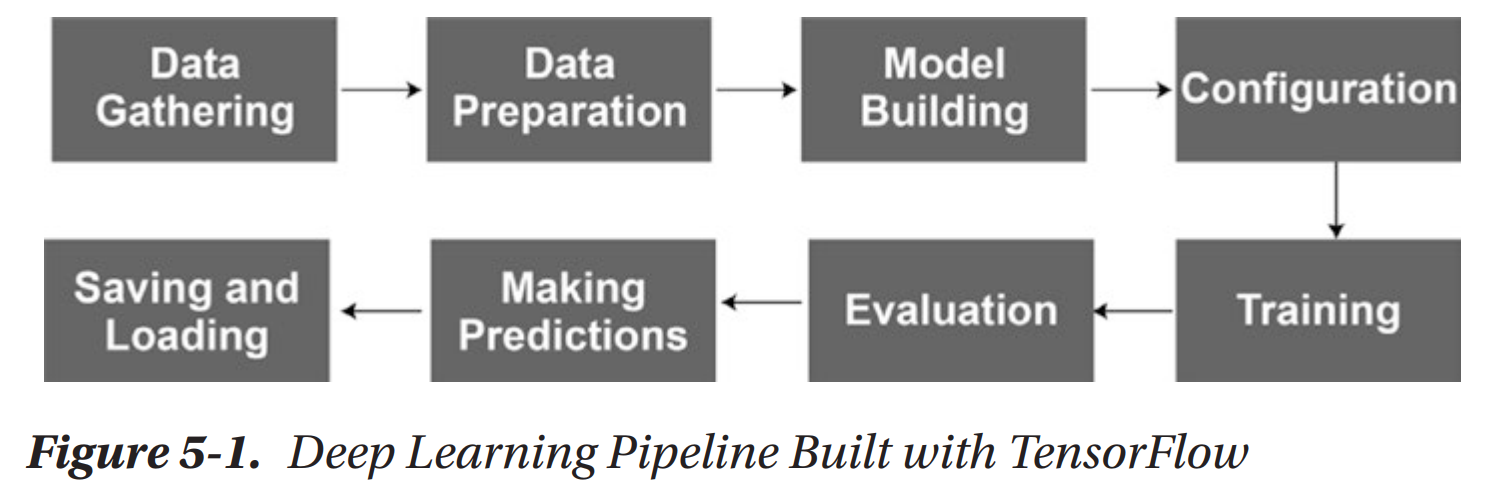 Data
Gathering
Data
Preparation
Model
Building
Configuration
Saving and
Loading
Making
Predictions
Evaluation
Training
Figure 5-1. Deep Learning Pipeline Built with TensorFlow